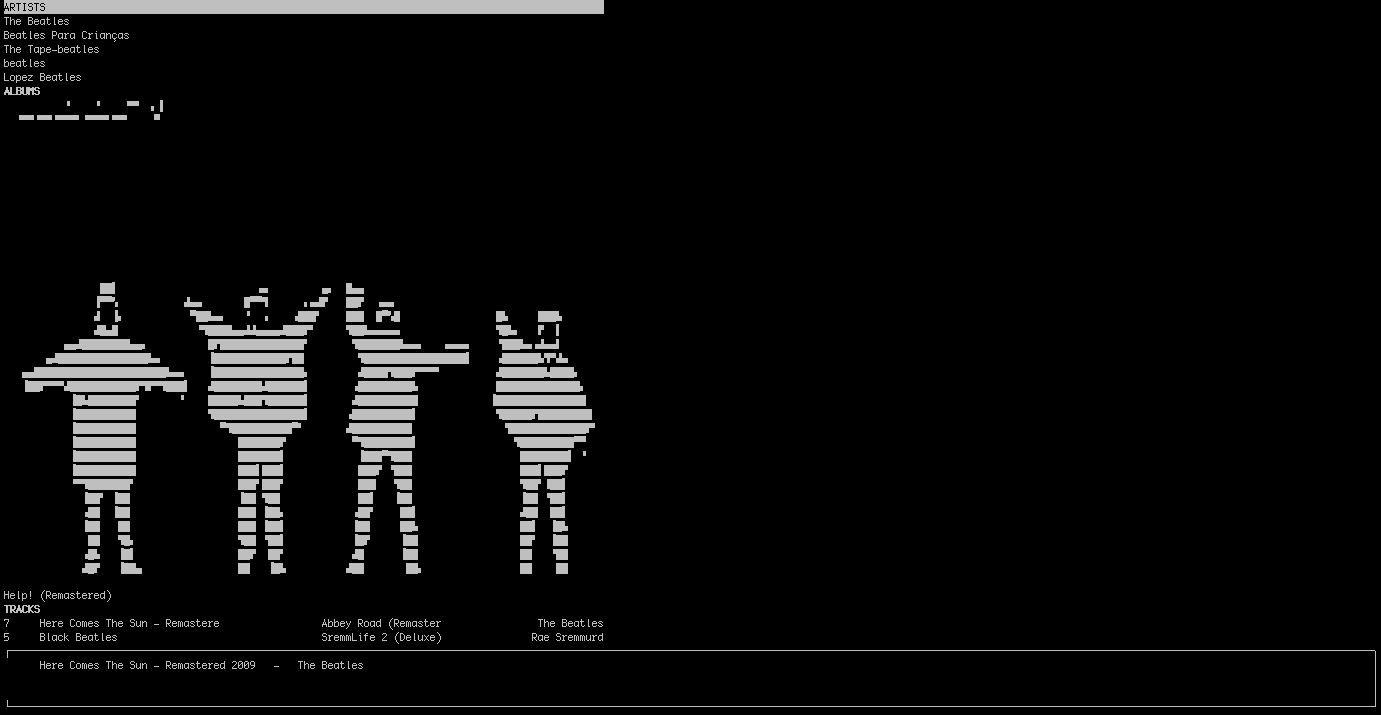 ARTISTS
The Beatles
Beatles Para Crianças
The Tape-beatles
beatles
Lopez Beatles
ALBUMS
Help! (Remastered)
TRACKS
7 Here Comes The Sun - Remastere Abbey Road (Remaster The Beatles
5 Black Beatles SremmLife 2 (Deluxe) Rae Sremmurd
Here Comes The Sun - Remastered 2009 - The Beatles